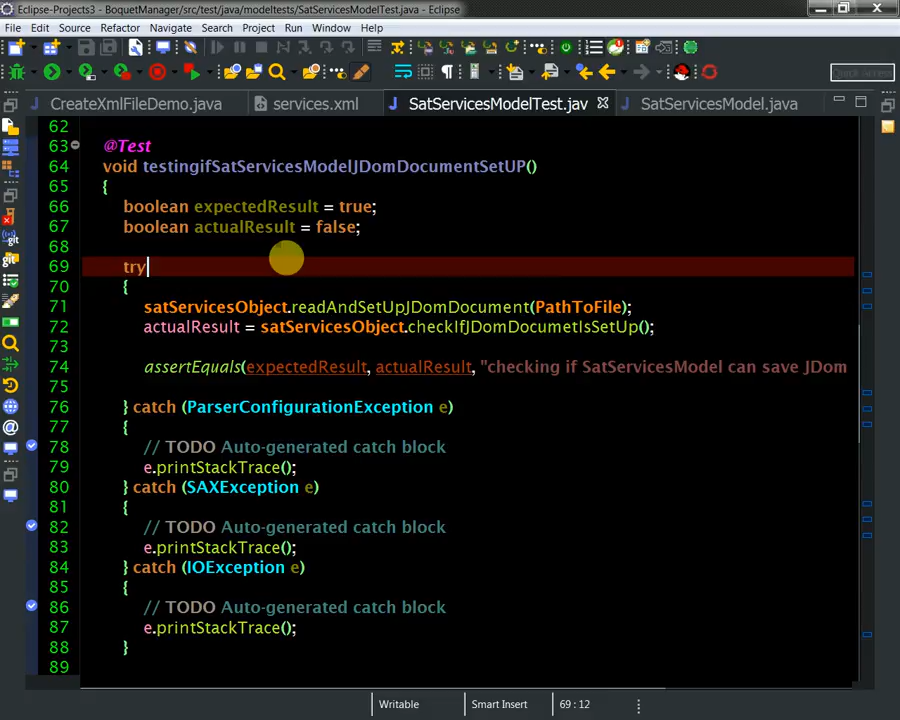 Eclipse-Projects3 - BoquetManager/src/test/java/modeltests/SatServicesModelTest.java - Eclipse
File Edit Source Refactor Navigate Search Project Run Window Help
Quick Access
CreateXmlFileDemo.java services.xml SatServicesModelTest.jav SatServicesModel.java
62
63 @Test
64 void testingifSatServicesModelJDomDocumentSetUP()
65 {
66 boolean expectedResult = true;
67 boolean actualResult = false;
68
69 try
70 {
71 satServicesObject.readAndSetUpJDomDocument(PathToFile);
72 actualResult = satServicesObject.checkIfJDomDocumetIsSetUp();
73
74 assertEquals(expectedResult, actualResult, "checking if SatServicesModel can save JDom
75
76 } catch (ParserConfigurationException e)
77 {
78 // TODO Auto-generated catch block
79 e.printStackTrace();
80 } catch (SAXException e)
81 {
82 // TODO Auto-generated catch block
83 e.printStackTrace();
84 } catch (IOException e)
85 {
86 // TODO Auto-generated catch block
87 e.printStackTrace();
88 }
89
Writable Smart Insert 69 : 12